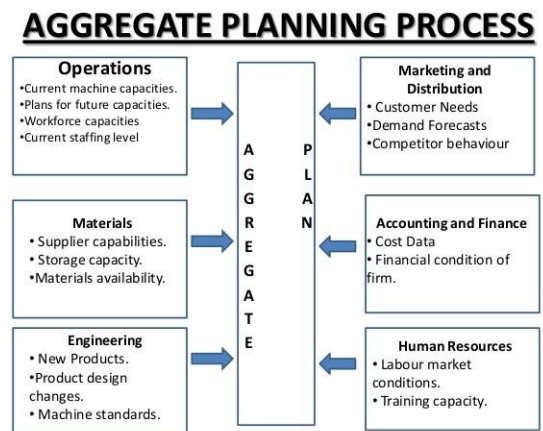 AGGREGATE PLANNING PROCESS
Operations
•Current machine capacities.
•Plans for future capacities.
•Workforce capacities
•Current staffing level
Materials
• Supplier capabilities.
• Storage capacity.
•Materials availability.
Engineering
• New Products.
•Product design
changes.
• Machine standards.
AGGREGATE
PLAN
Marketing and
Distribution
• Customer Needs
•Demand Forecasts
•Competitor behaviour
Accounting and Finance
• Cost Data
• Financial condition of
firm.
Human Resources
• Labour market
conditions.
• Training capacity.